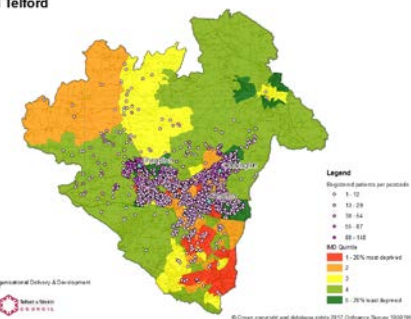 Telford
Legend
Registered patients per postcode
1 - 12
13 - 29
30 - 54
55 - 87
88 - 140
IMD Quintile
1 - 20% most deprived
2
3
4
5 - 20% least deprived
Organisational Delivery & Development
Telford & Wrekin
COUNCIL
© Crown copyright and database rights 2017 Ordnance Survey